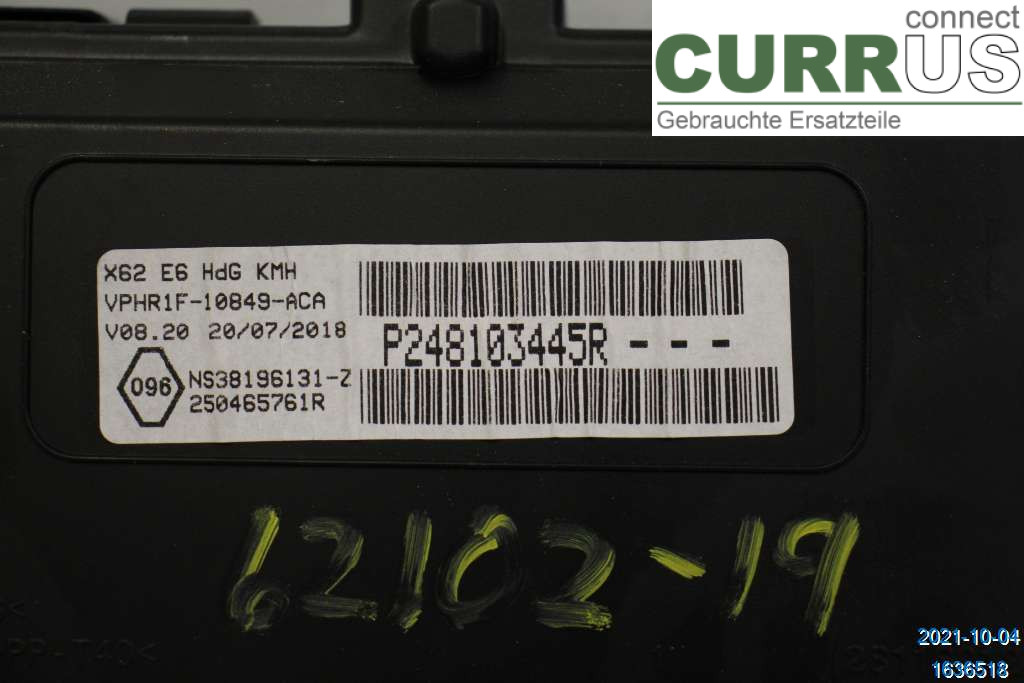 connect
CURRUS
Gebrauchte Ersatzteile
X62 E6 HdG KMH
VPHR1F-10849-ACA
V08.20 20/07/2018
P248103445R ---
096
NS38196131-Z
250465761R
62102-19
2021-10-04
1636518